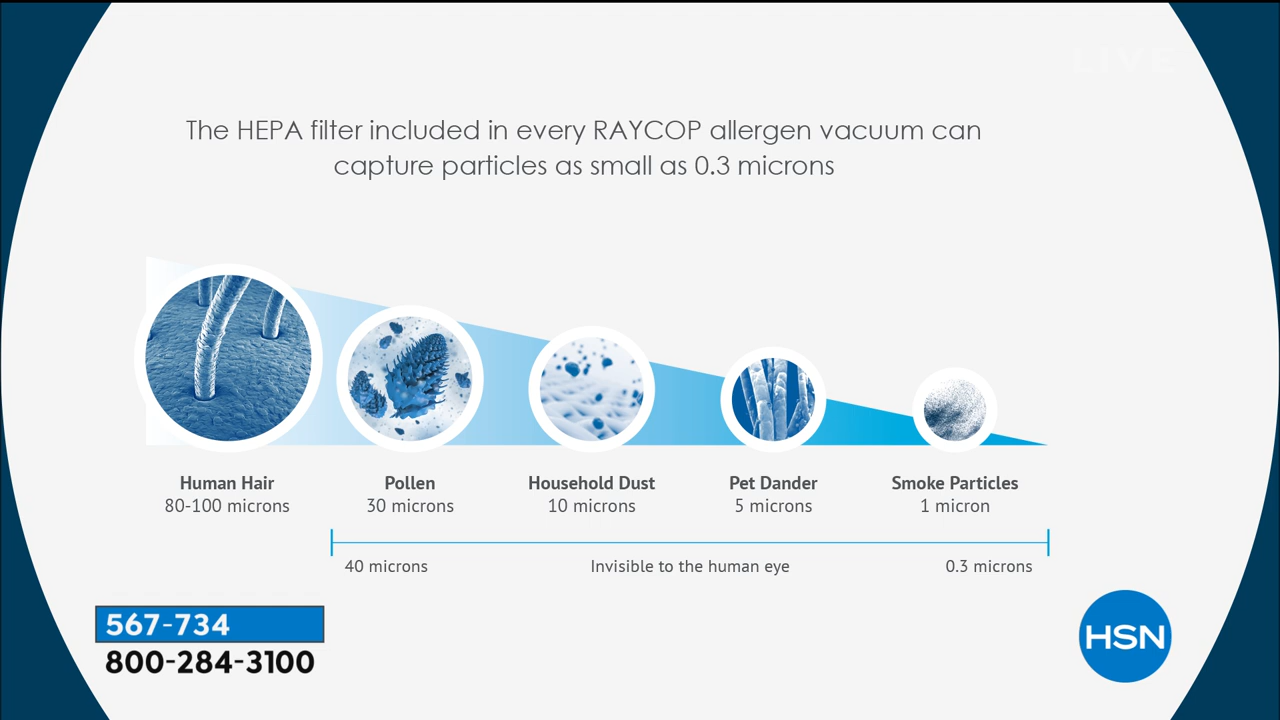 LIVE
The HEPA filter included in every RAYCOP allergen vacuum can
capture particles as small as 0.3 microns
Human Hair
80-100 microns
Pollen
30 microns
Household Dust
10 microns
Pet Dander
5 microns
Smoke Particles
1 micron
40 microns
Invisible to the human eye
0.3 microns
567-734
800-284-3100
HSN